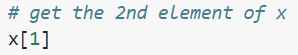 # get the 2nd element of x
x[1]